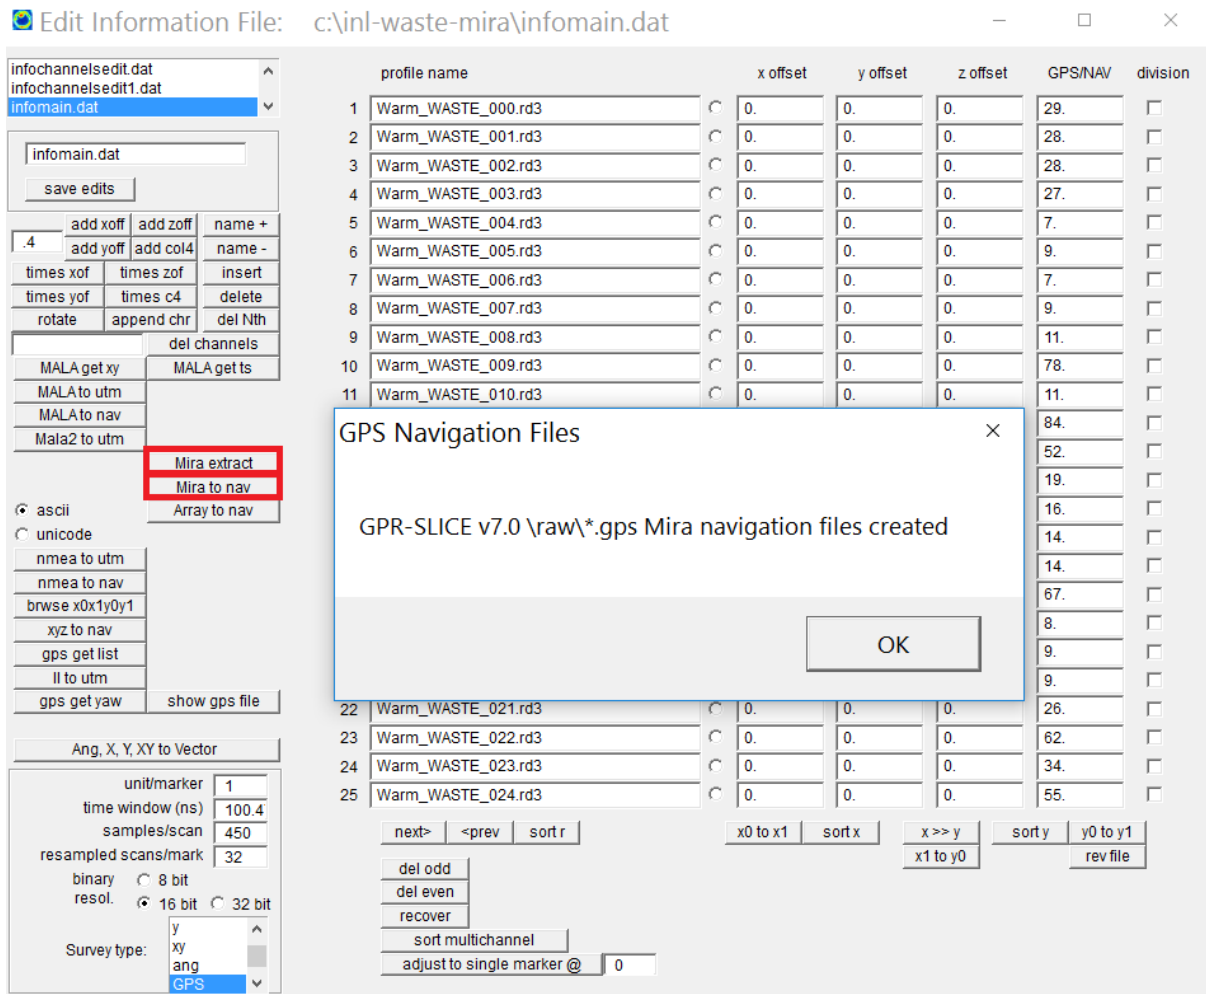 Edit Information File: c:\inl-waste-mira\infomain.dat
infochannelsedit.dat
infochannelsedit1.dat
infomain.dat
infomain.dat
save edits
add xoff add zoff name +
.4 add yoff add col4 name -
times xof times zof insert
times yof times c4 delete
rotate append chr del Nth
del channels
MALA get xy MALA get ts
MALA to utm
MALA to nav
Mala2 to utm
Mira extract
Mira to nav
ascii Array to nav
unicode
nmea to utm
nmea to nav
brwse x0x1y0y1
xyz to nav
gps get list
ll to utm
gps get yaw show gps file
Ang, X, Y, XY to Vector
unit/marker 1
time window (ns) 100.4
samples/scan 450
resampled scans/mark 32
binary 8 bit
resol. 16 bit 32 bit
Survey type: y
xy
ang
GPS
profile name x offset y offset z offset GPS/NAV division
1 Warm_WASTE_000.rd3 0. 0. 0. 29.
2 Warm_WASTE_001.rd3 0. 0. 0. 28.
3 Warm_WASTE_002.rd3 0. 0. 0. 28.
4 Warm_WASTE_003.rd3 0. 0. 0. 27.
5 Warm_WASTE_004.rd3 0. 0. 0. 7.
6 Warm_WASTE_005.rd3 0. 0. 0. 9.
7 Warm_WASTE_006.rd3 0. 0. 0. 7.
8 Warm_WASTE_007.rd3 0. 0. 0. 9.
9 Warm_WASTE_008.rd3 0. 0. 0. 11.
10 Warm_WASTE_009.rd3 0. 0. 0. 78.
11 Warm_WASTE_010.rd3 0. 0. 0. 11.
84.
52.
19.
16.
14.
14.
67.
8.
9.
9.
GPS Navigation Files
GPR-SLICE v7.0 \raw\*.gps Mira navigation files created
OK
22 Warm_WASTE_021.rd3 0. 0. 0. 26.
23 Warm_WASTE_022.rd3 0. 0. 0. 62.
24 Warm_WASTE_023.rd3 0. 0. 0. 34.
25 Warm_WASTE_024.rd3 0. 0. 0. 55.
next> <prev sort r x0 to x1 sort x x >> y sort y y0 to y1
x1 to y0 rev file
del odd
del even
recover
sort multichannel
adjust to single marker @ 0